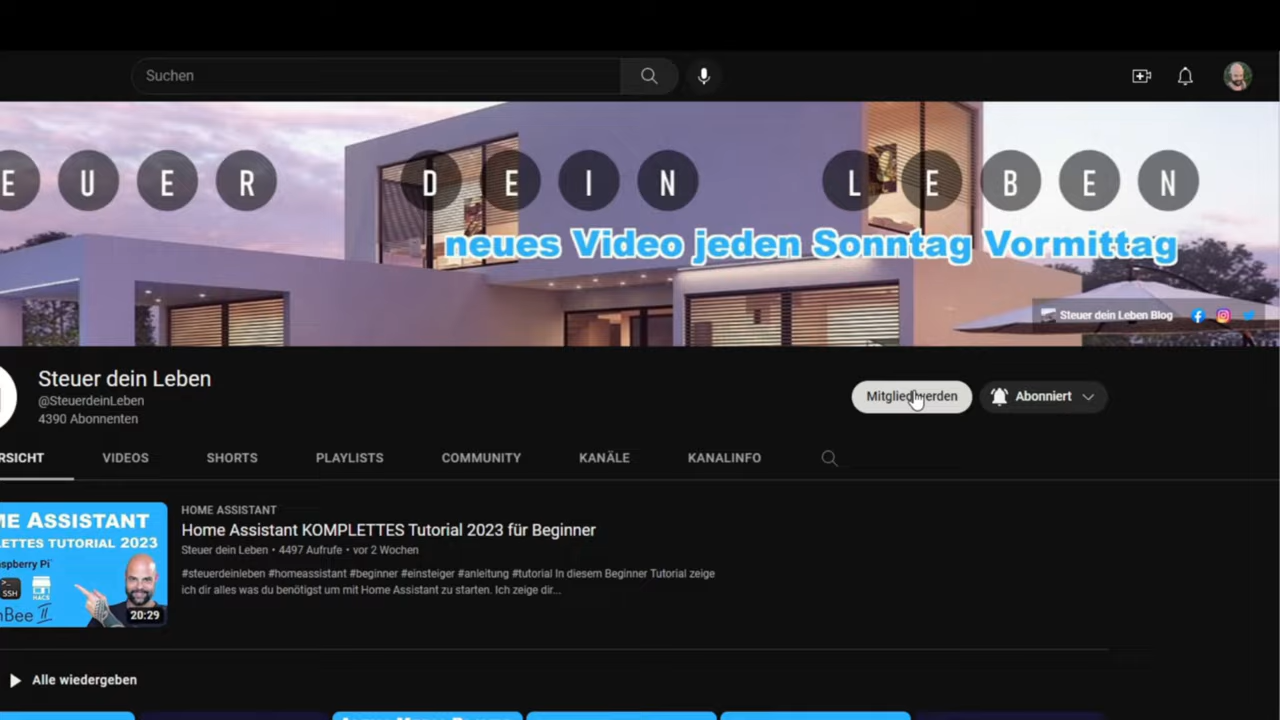 Suchen
E U E R D E I N L E B E N
neues Video jeden Sonntag Vormittag
Steuer dein Leben Blog
Steuer dein Leben
@SteuerdeinLeben
4390 Abonnenten
Mitglied werden
Abonniert
RSICHT VIDEOS SHORTS PLAYLISTS COMMUNITY KANÄLE KANALINFO
ME ASSISTANT
LETTES TUTORIAL 2023
spberry Pi
SSH
HACS
nBee II
20:29
HOME ASSISTANT
Home Assistant KOMPLETTES Tutorial 2023 für Beginner
Steuer dein Leben • 4497 Aufrufe • vor 2 Wochen
#steuerdeinleben #homeassistant #beginner #einsteiger #anleitung #tutorial In diesem Beginner Tutorial zeige
ich dir alles was du benötigst um mit Home Assistant zu starten. Ich zeige dir...
Alle wiedergeben